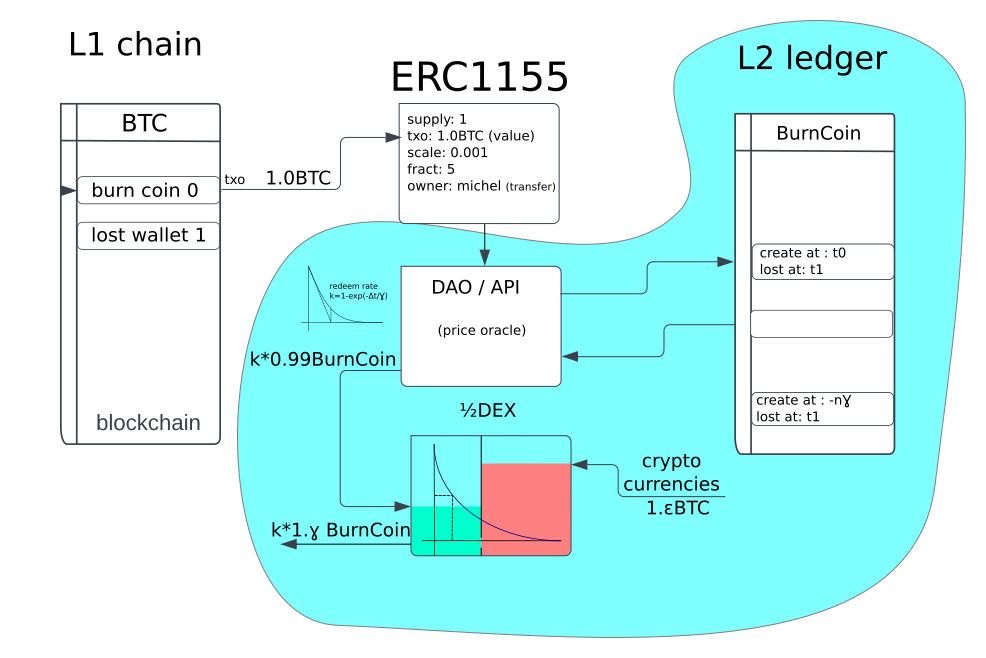 L1 chain
BTC
burn coin 0
lost wallet 1
blockchain
txo 1.0BTC
ERC1155
supply: 1
txo: 1.0BTC (value)
scale: 0.001
fract: 5
owner: michel (transfer)
L2 ledger
BurnCoin
create at : t0
lost at: t1
create at : -nɣ
lost at: t1
redeem rate
k=1-exp(-Δt/ɣ)
DAO / API
(price oracle)
k*0.99BurnCoin
½DEX
crypto
currencies
1.εBTC
k*1.ɣ BurnCoin